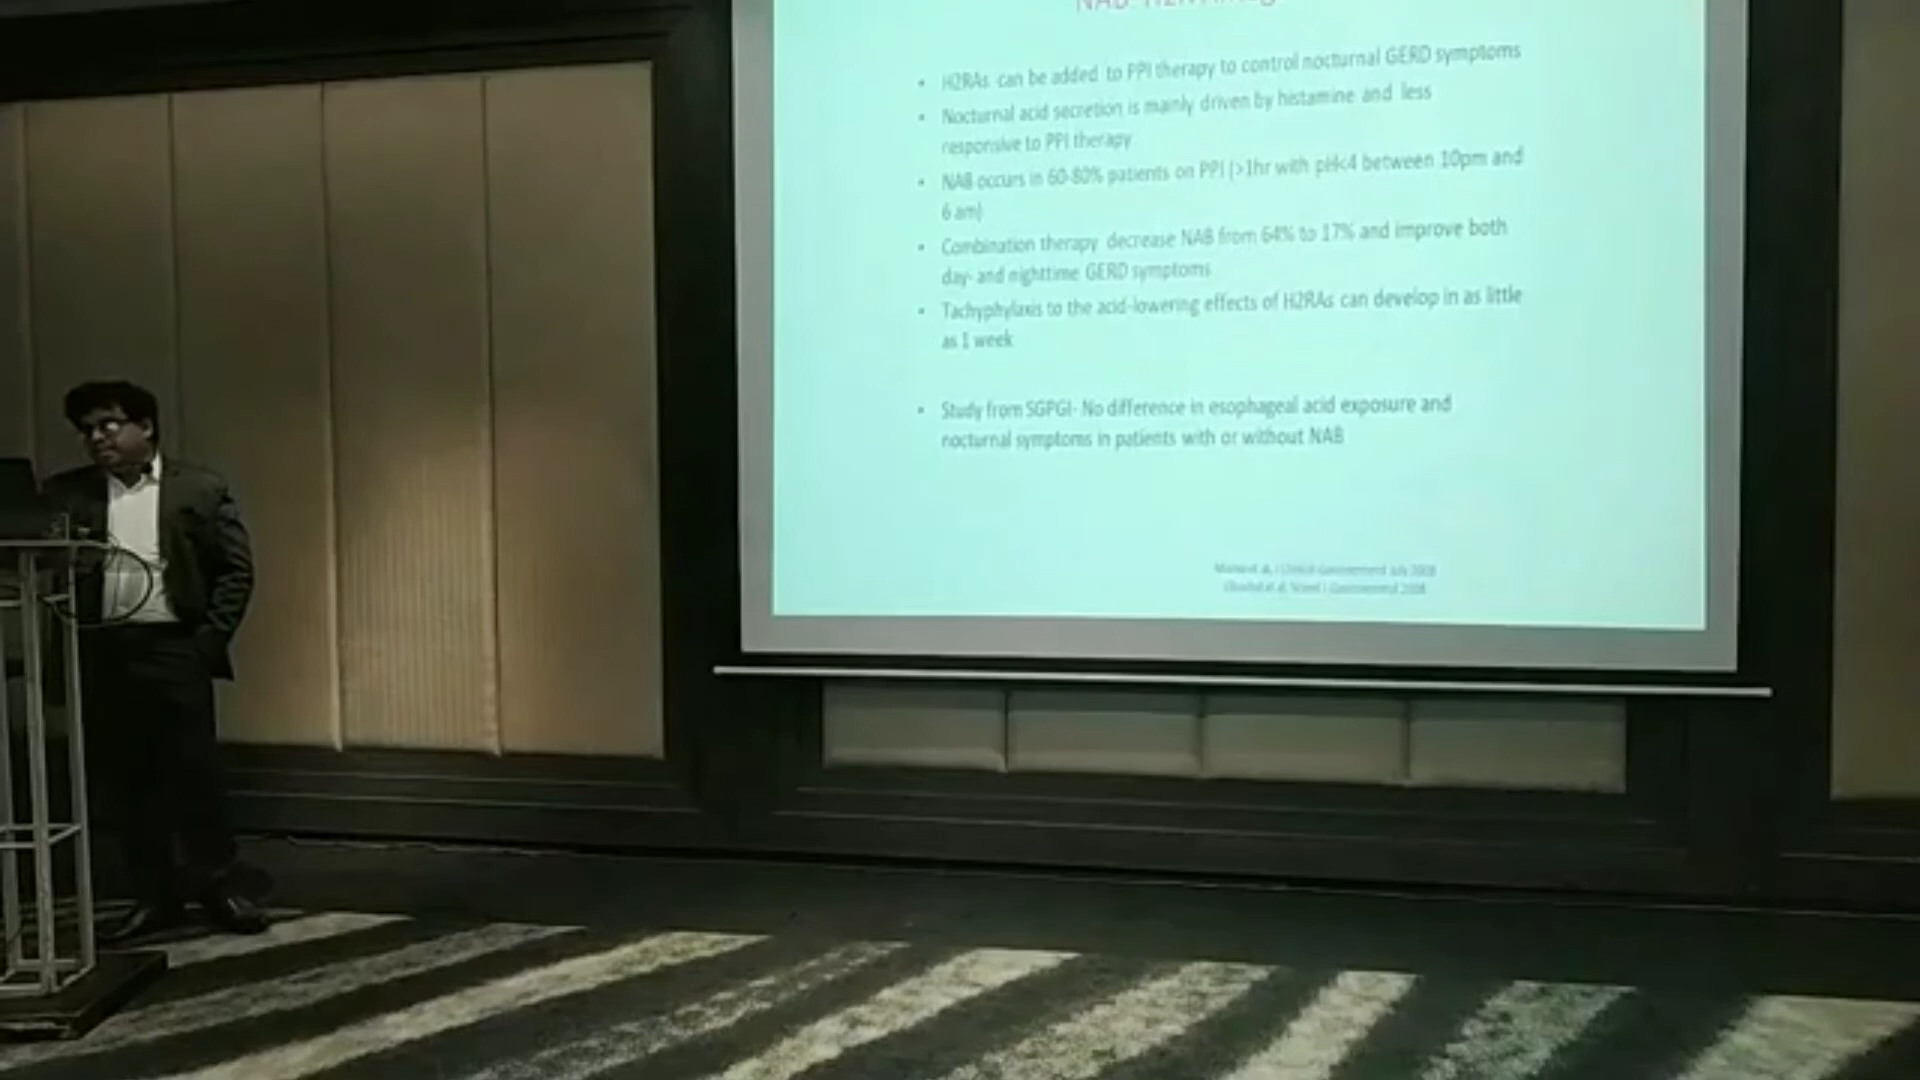 NAB
• H2RAs can be added to PPI therapy to control nocturnal GERD symptoms
• Nocturnal acid secretion is mainly driven by histamine and less
responsive to PPI therapy
• NAB occurs in 60-80% patients on PPI (>1hr with pH<4 between 10pm and
6 am)
• Combination therapy decrease NAB from 64% to 17% and improve both
day- and nighttime GERD symptoms
• Tachyphylaxis to the acid-lowering effects of H2RAs can develop in as little
as 1 week
• Study from SGPGI- No difference in esophageal acid exposure and
nocturnal symptoms in patients with or without NAB